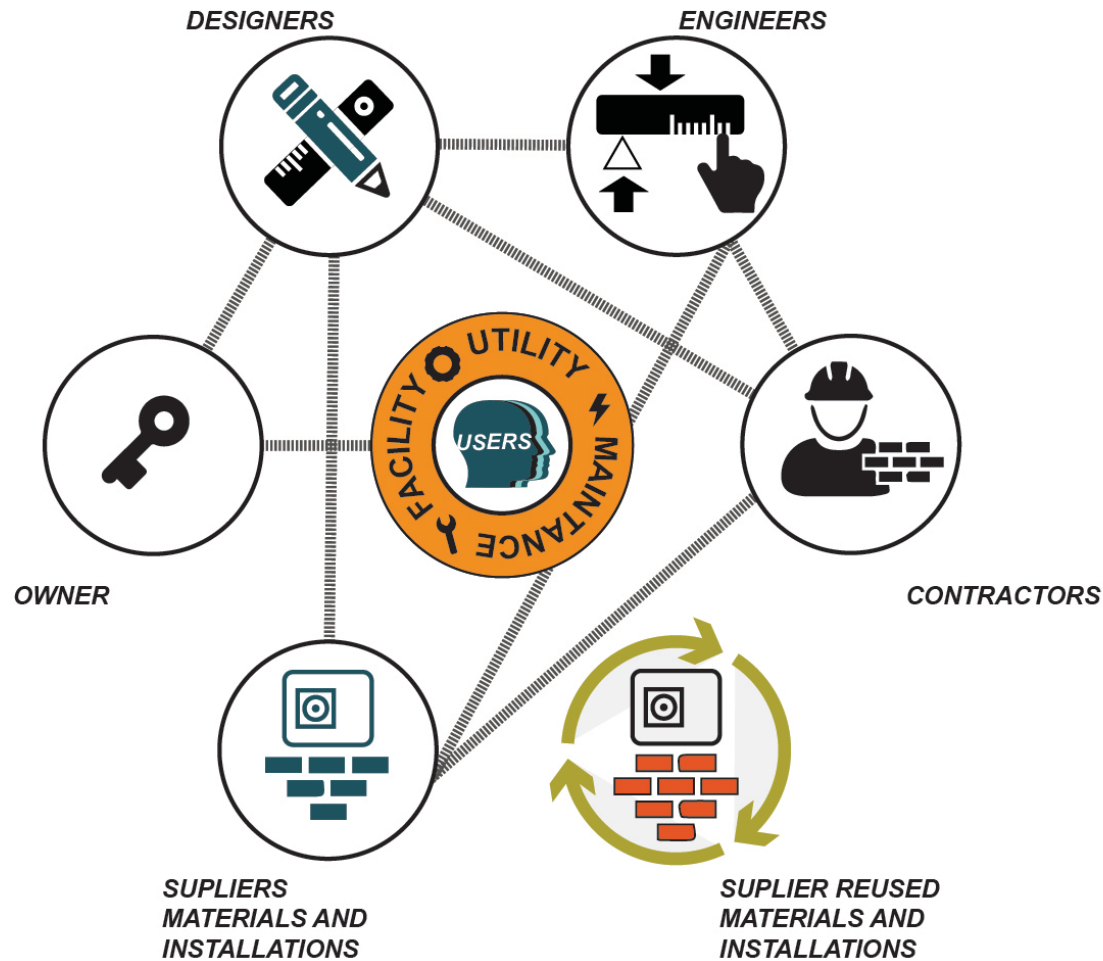 DESIGNERS
ENGINEERS
FACILITY
UTILITY
MAINTANCE
USERS
OWNER
CONTRACTORS
SUPLIERS
MATERIALS AND
INSTALLATIONS
SUPLIER REUSED
MATERIALS AND
INSTALLATIONS